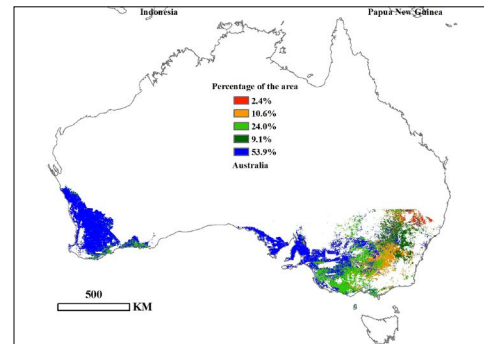 Indonesia
Papua New Guinea
Percentage of the area
2.4%
10.6%
24.0%
9.1%
53.9%
Australia
500
KM